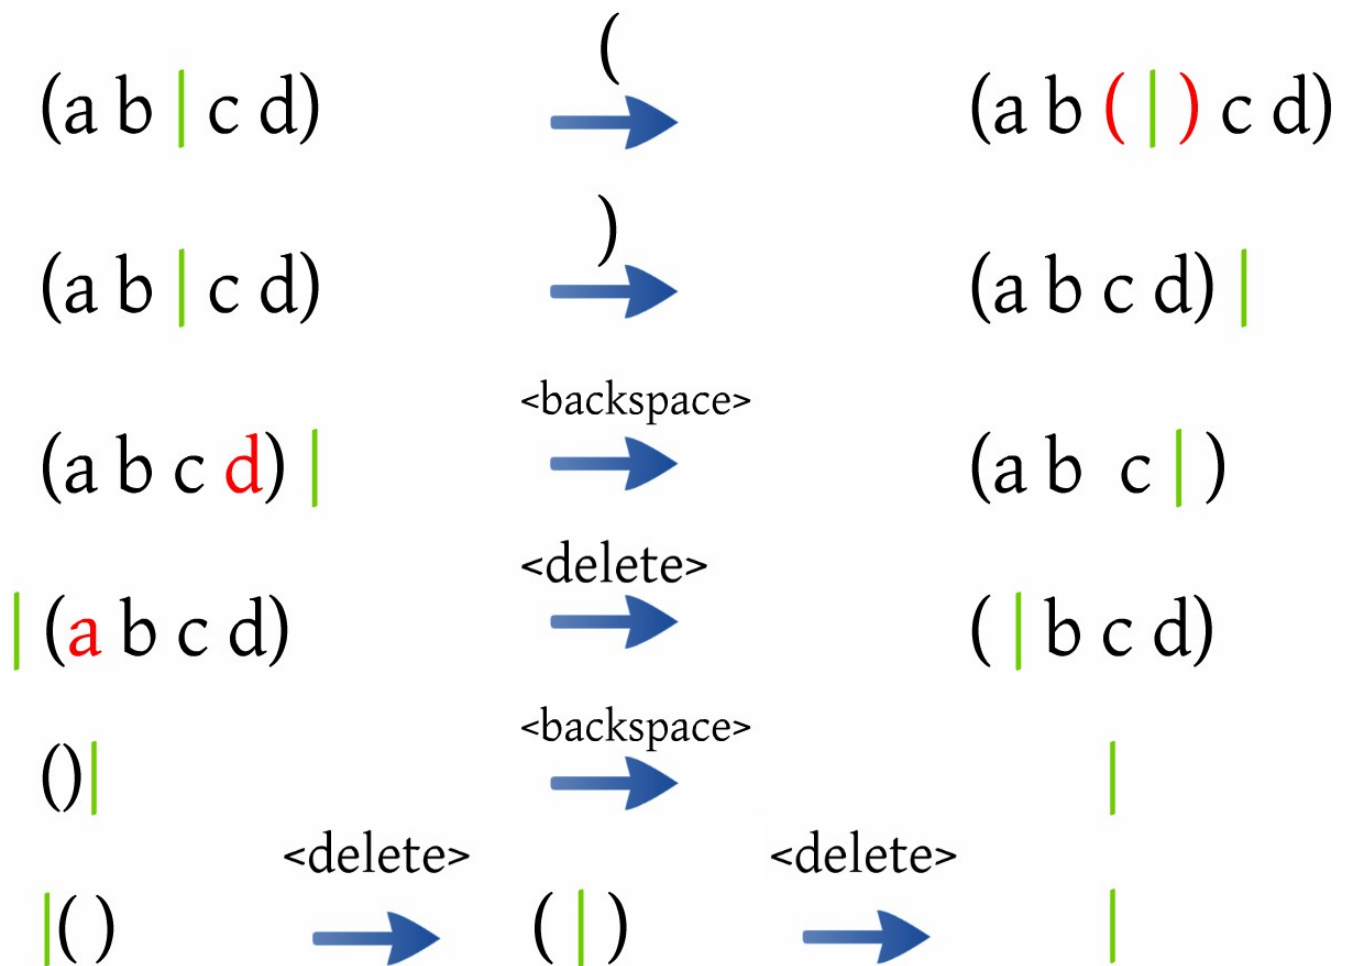 (
(a b | c d) (a b ( | ) c d)
)
(a b | c d) (a b c d) |
<backspace>
(a b c d) | (a b c | )
<delete>
| (a b c d) ( | b c d)
<backspace>
()| |
<delete> <delete>
|( ) ( | ) |